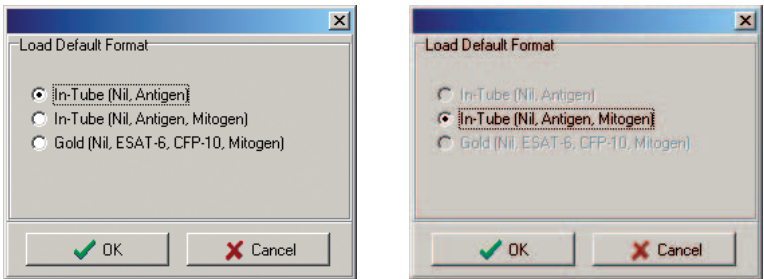 Load Default Format
In-Tube (Nil, Antigen)
In-Tube (Nil, Antigen, Mitogen)
Gold (Nil, ESAT-6, CFP-10, Mitogen)
OK
Cancel
Load Default Format
In-Tube (Nil, Antigen)
In-Tube (Nil, Antigen, Mitogen)
Gold (Nil, ESAT-6, CFP-10, Mitogen)
OK
Cancel